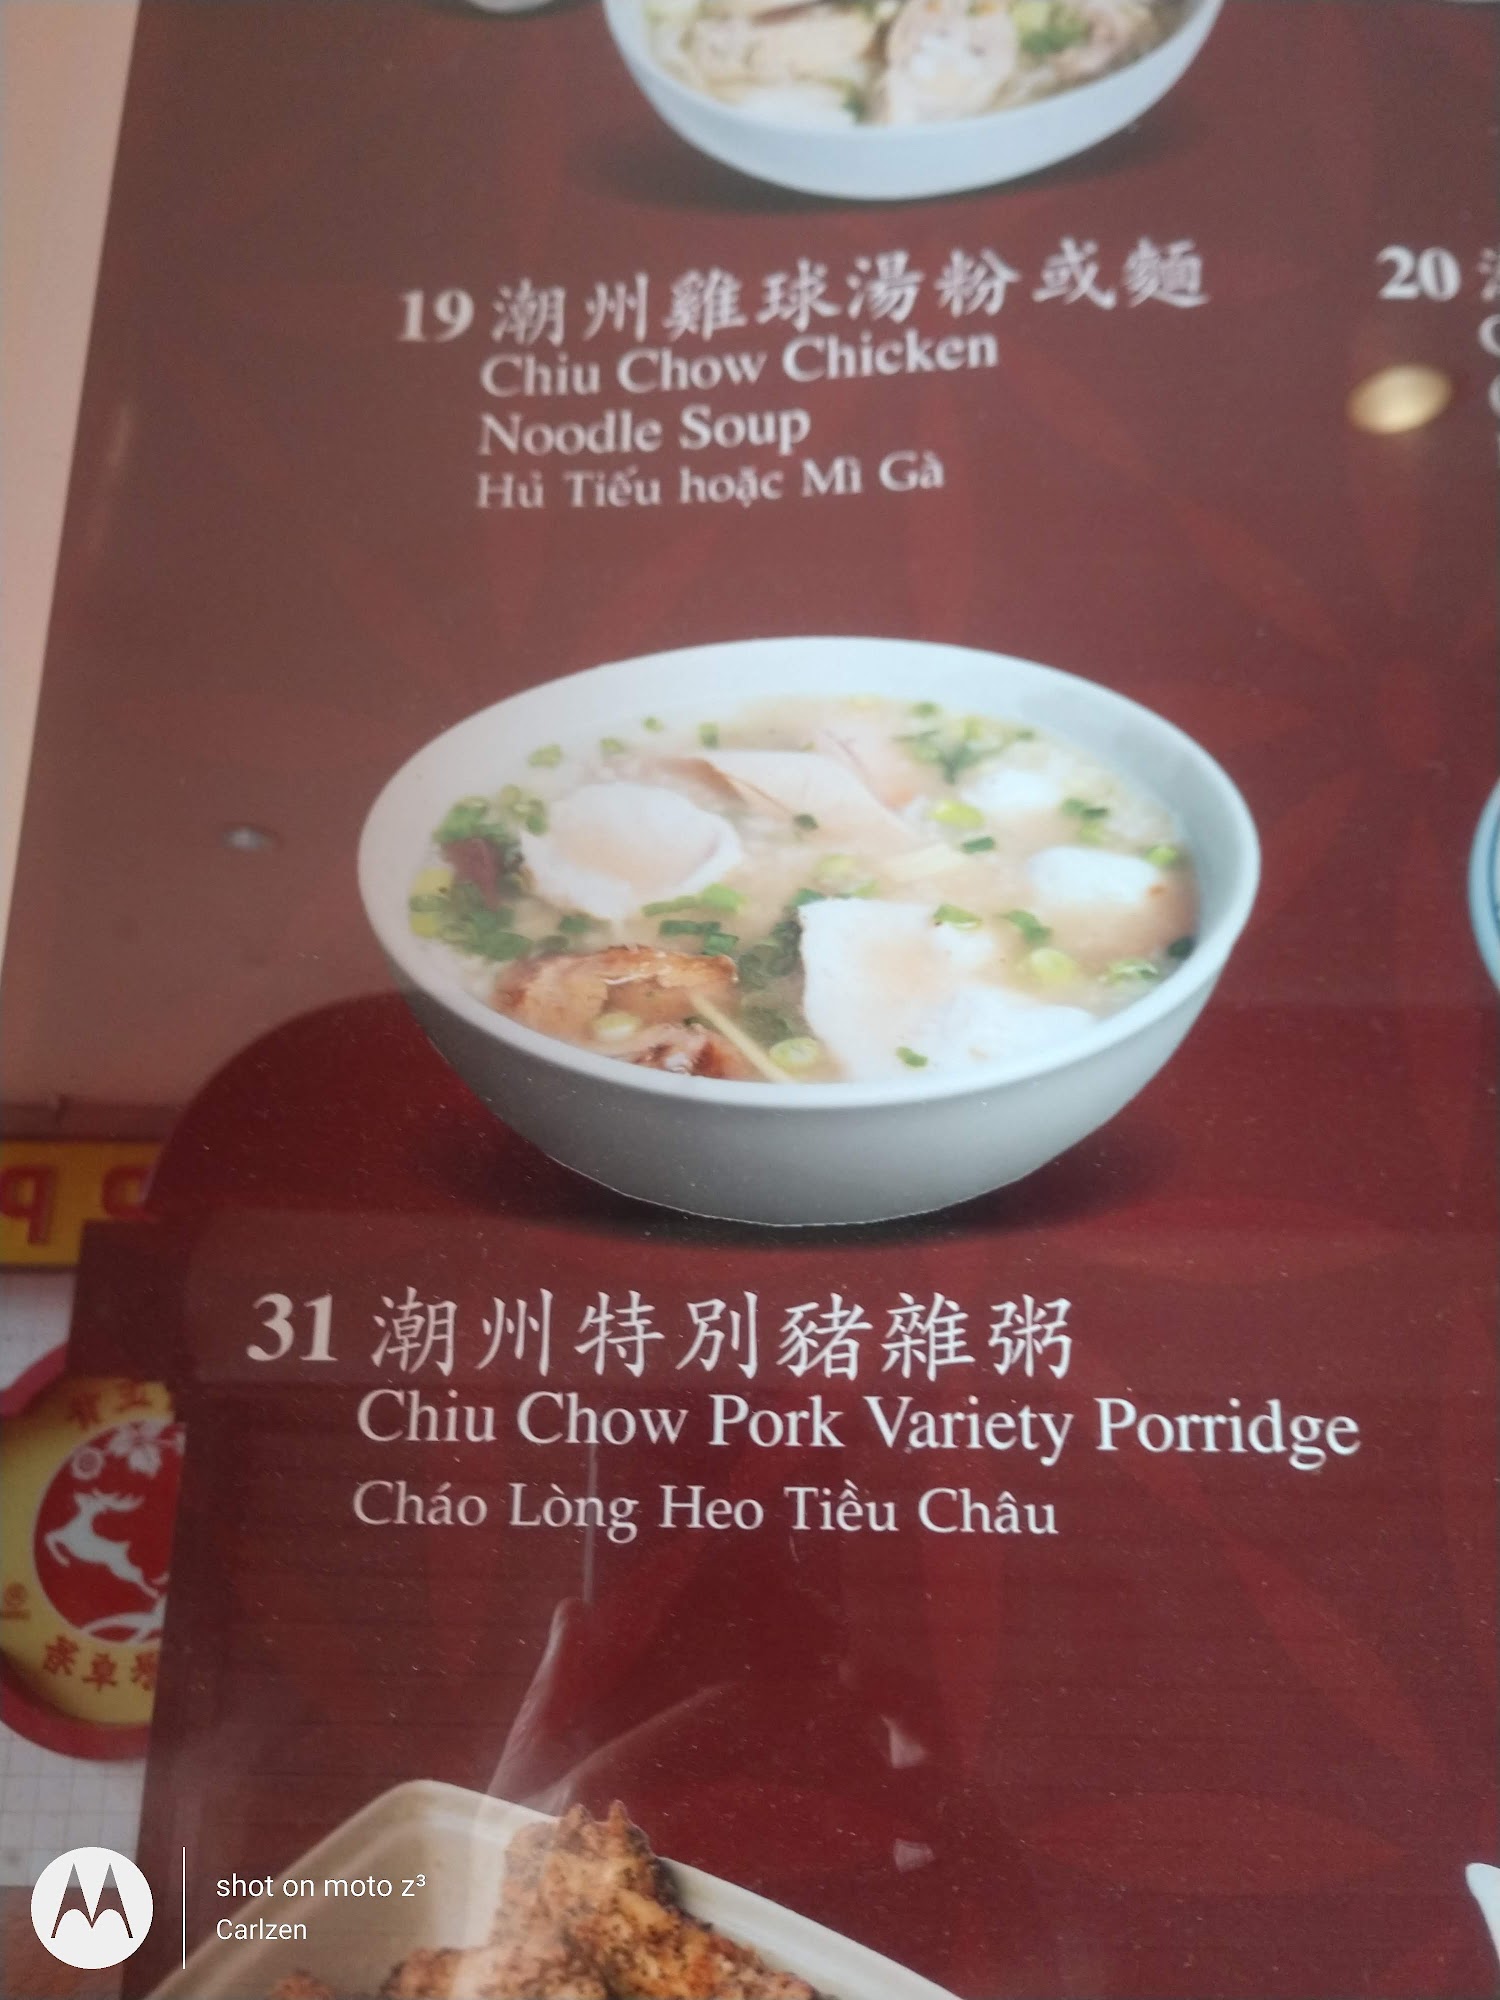 19 潮州雞球湯粉或麵
Chiu Chow Chicken
Noodle Soup
Hủ Tiếu hoặc Mì Gà
20
31 潮州特別豬雜粥
Chiu Chow Pork Variety Porridge
Cháo Lòng Heo Tiều Châu
shot on moto z³
Carlzen